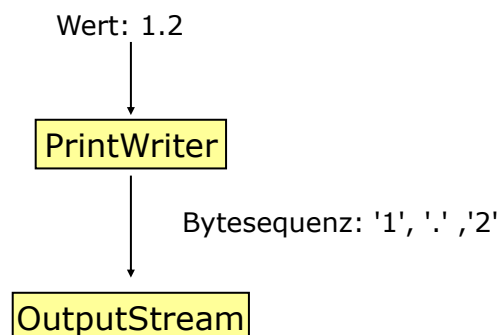 Wert: 1.2
PrintWriter
Bytesequenz: '1', '.' ,'2'
OutputStream